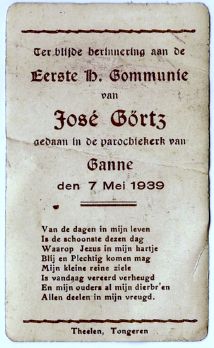 Ter blijde herinnering aan de
Eerste H. Communie
van
José Görtz
gedaan in de parochiekerk van
Canne
den 7 Mei 1939
Van de dagen in mijn leven
Is de schoonste dezen dag
Waarop Jezus in mijn hartje
Blij en Plechtig komen mag
Mijn kleine reine ziele
Is vandaag vereerd verheugd
En mijn ouders al mijn dierb'en
Allen deelen in mijn vreugd.
Theelen, Tongeren